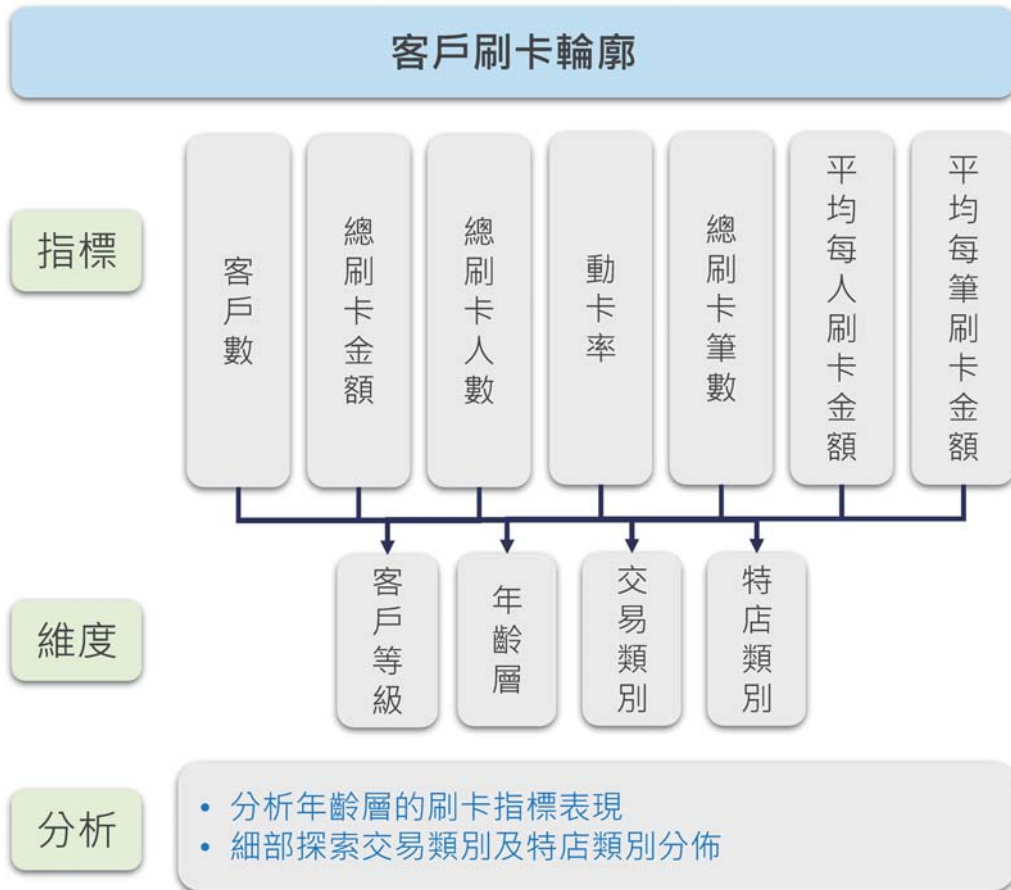 客戶刷卡輪廓
指標
客戶數
總刷卡金額
總刷卡人數
動卡率
總刷卡筆數
平均每人刷卡金額
平均每筆刷卡金額
維度
客戶等級
年齡層
交易類別
特店類別
分析
• 分析年齡層的刷卡指標表現
• 細部探索交易類別及特店類別分佈